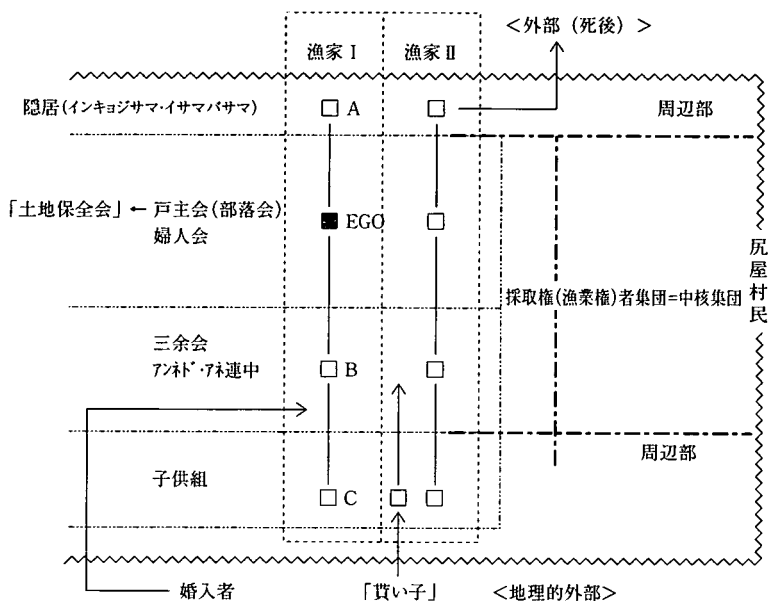 <外部（死後）>
漁家Ⅰ 漁家Ⅱ
隠居（インキョジサマ・イサマバサマ） A 周辺部
「土地保全会」← 戸主会（部落会）
婦人会
EGO
採取権（漁業権）者集団=中核集団
尻屋村民
三余会
アンネド・アネ連中
B
周辺部
子供組
C
婚入者 「貰い子」 <地理的外部>